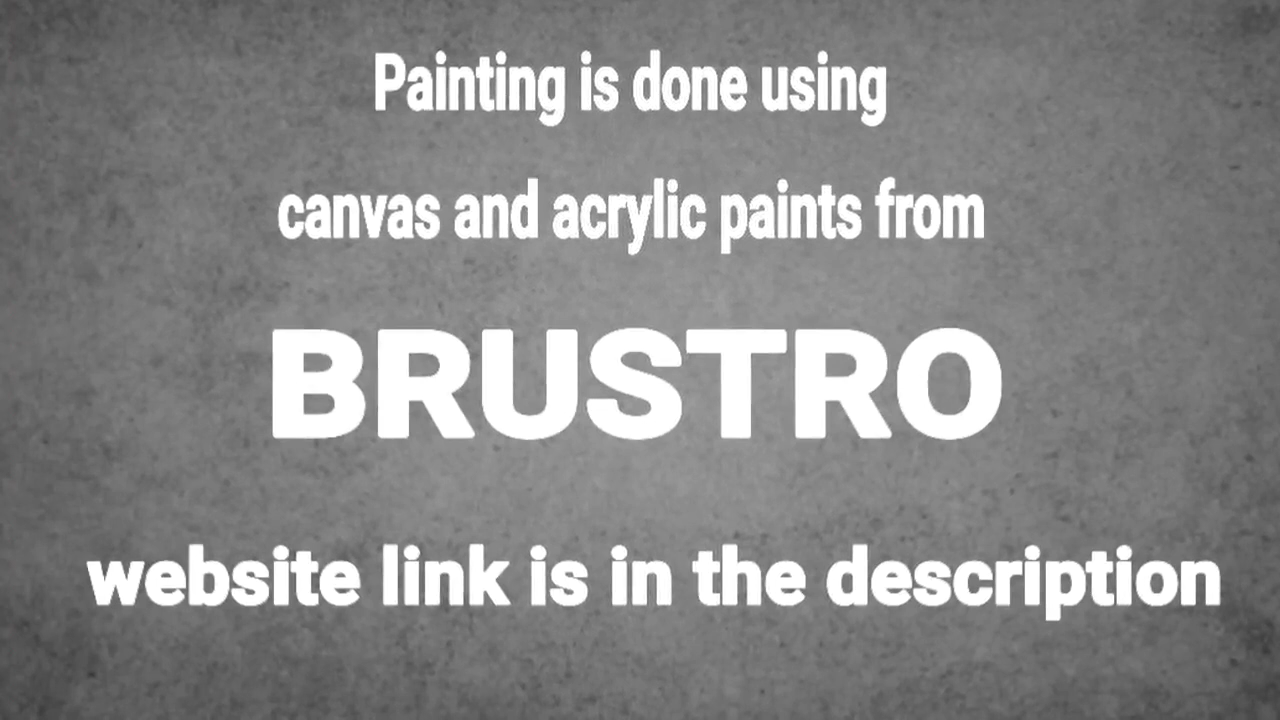 Painting is done using
canvas and acrylic paints from
BRUSTRO
website link is in the description